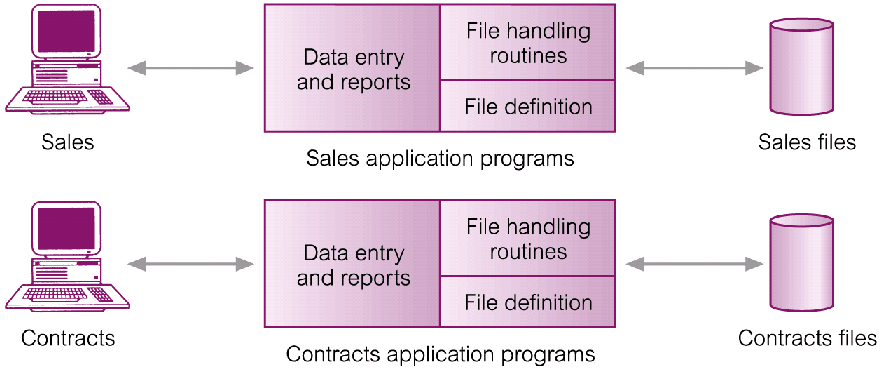 Data entry
and reports
File handling
routines
File definition
Sales
Sales application programs
Sales files
Data entry
and reports
File handling
routines
File definition
Contracts
Contracts application programs
Contracts files